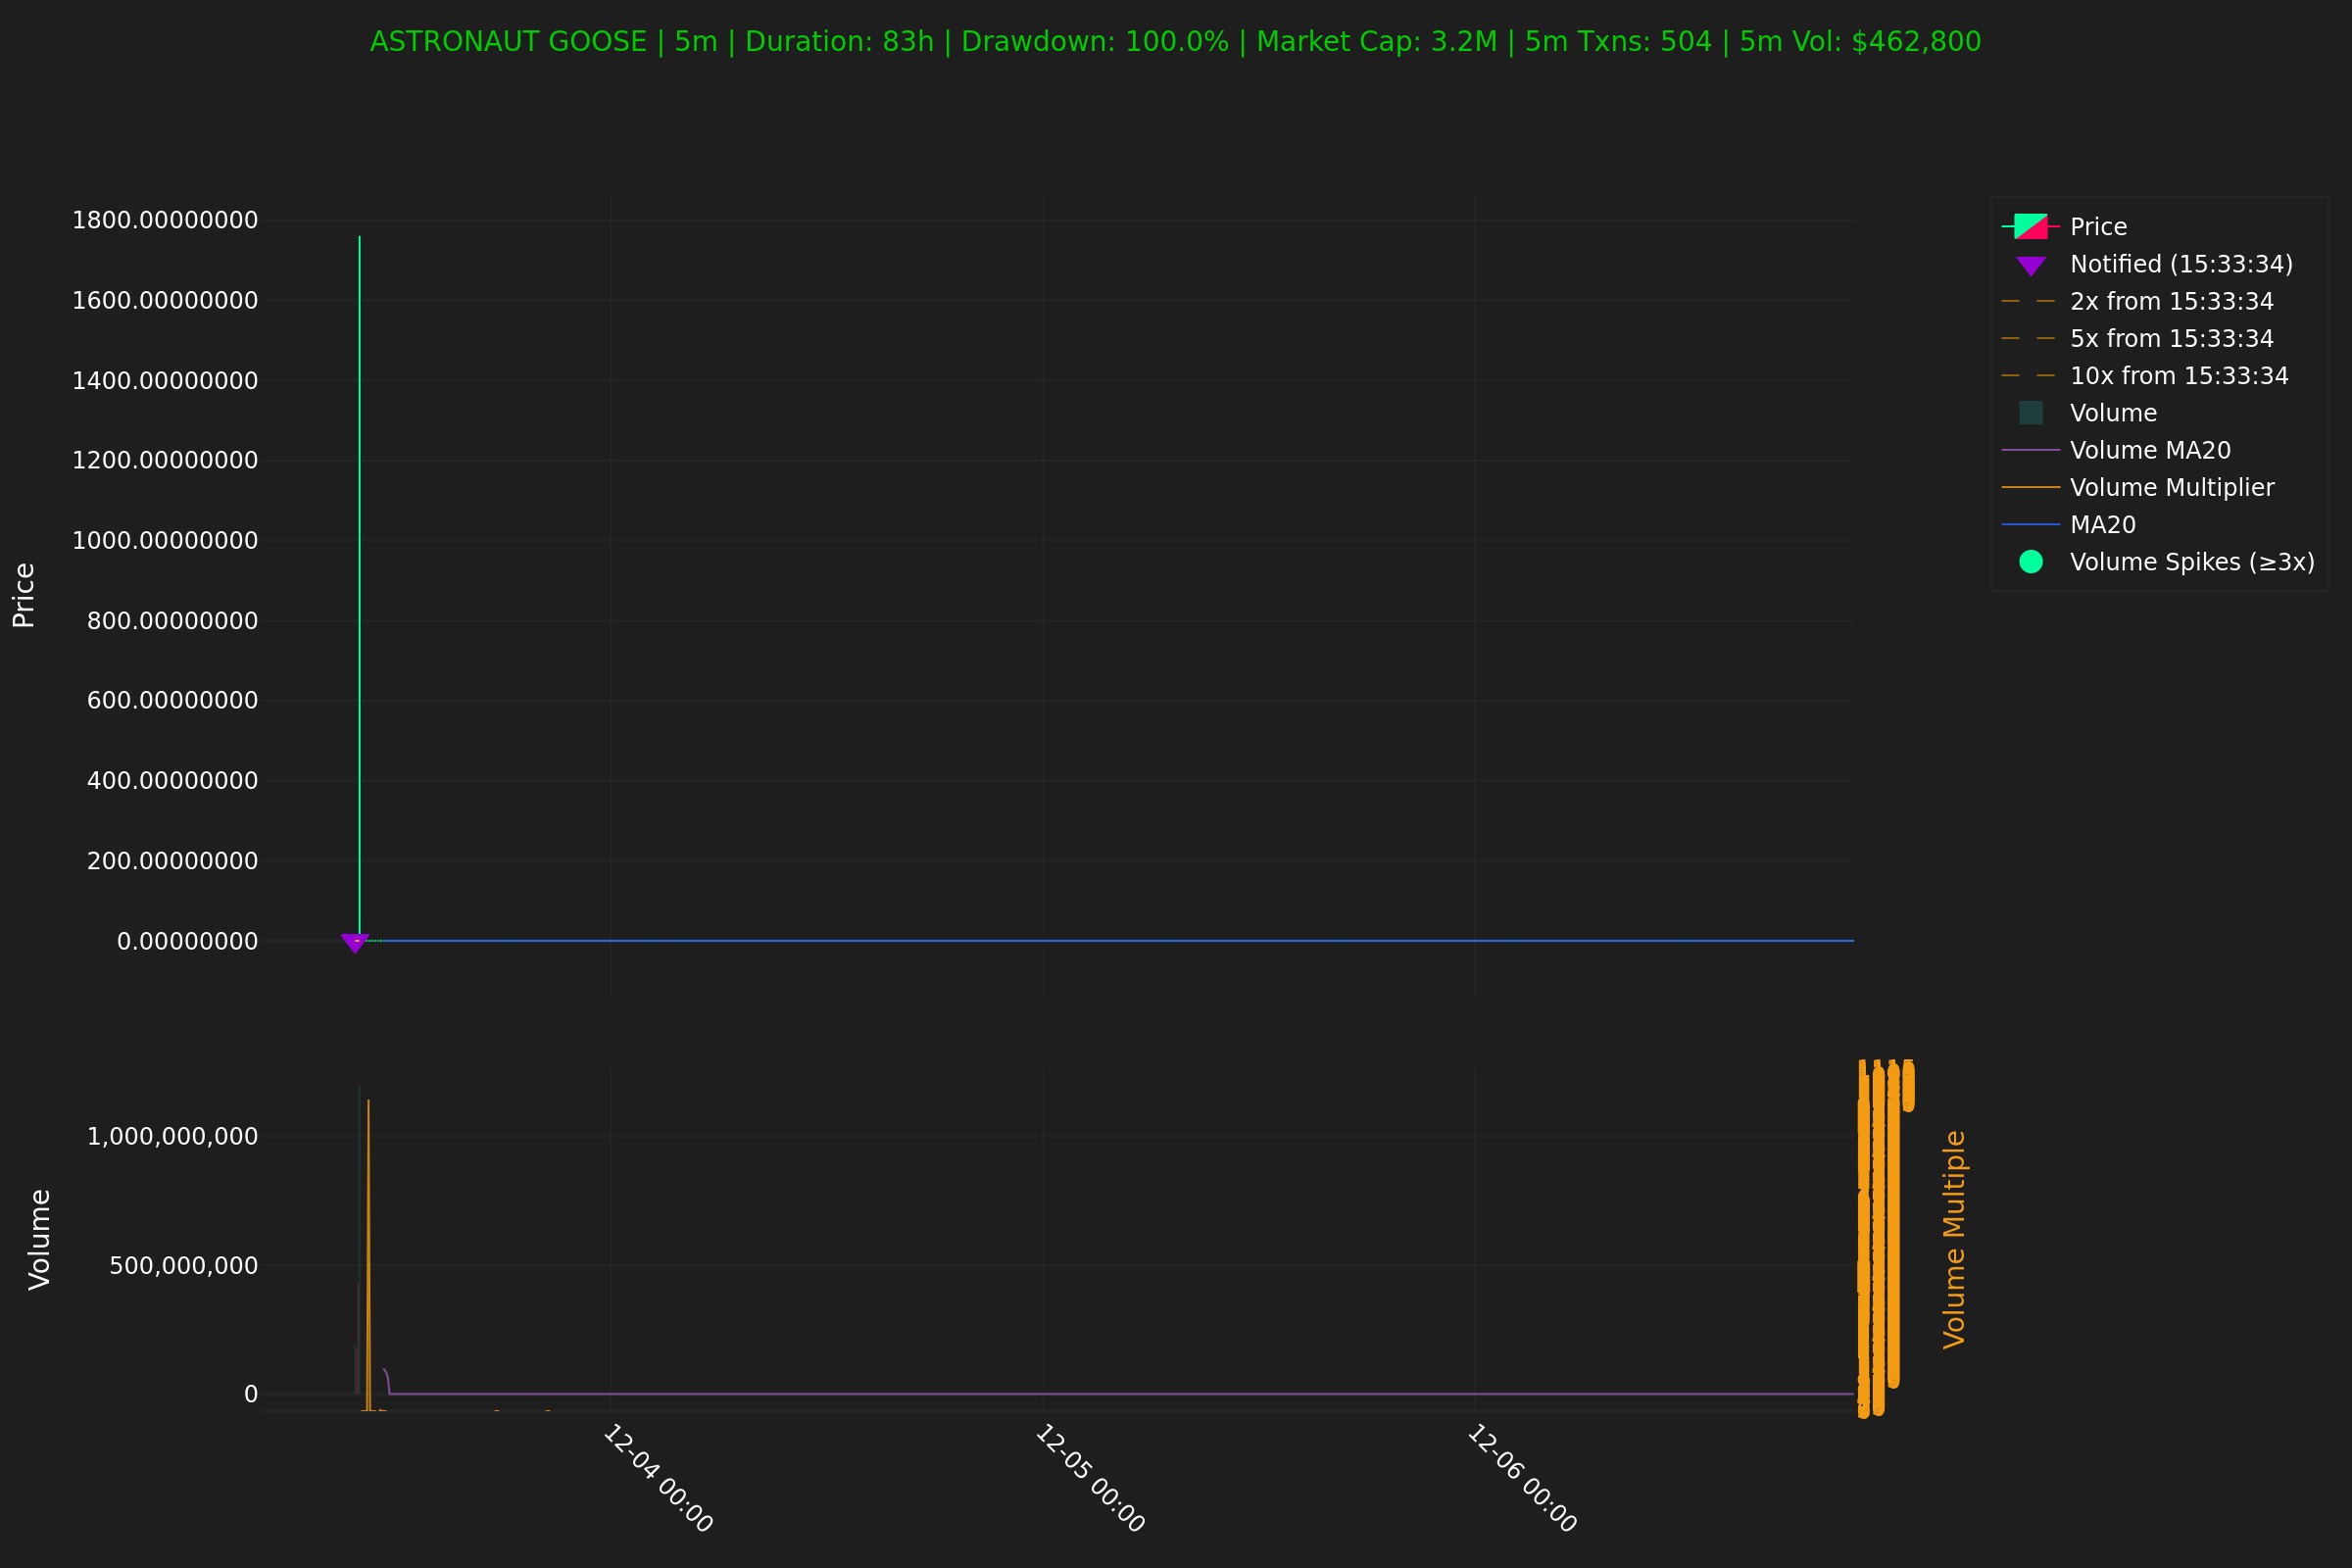 ASTRONAUT GOOSE | 5m | Duration: 83h | Drawdown: 100.0% | Market Cap: 3.2M | 5m Txns: 504 | 5m Vol: $462,800
1800.00000000
1600.00000000
1400.00000000
1200.00000000
1000.00000000
800.00000000
600.00000000
400.00000000
200.00000000
0.00000000
Price
Price
Notified (15:33:34)
2x from 15:33:34
5x from 15:33:34
10x from 15:33:34
Volume
Volume MA20
Volume Multiplier
MA20
Volume Spikes (≥3x)
1,000,000,000
500,000,000
0
Volume
Volume Multiple
12-04 00:00
12-05 00:00
12-06 00:00